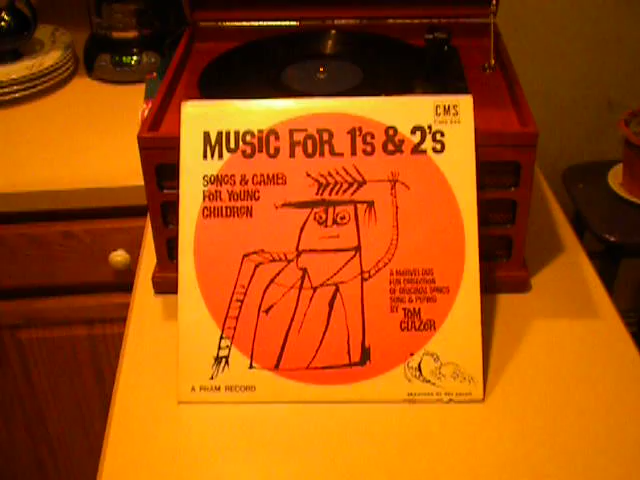 CMS
MUSIC FOR 1's & 2's
SONGS & GAMES
FOR YOUNG
CHILDREN
A MARVELOUS
FUN COLLECTION
OF ORIGINAL SONGS
SUNG & PLAYED
BY TOM
GLAZER
A PRAM RECORD